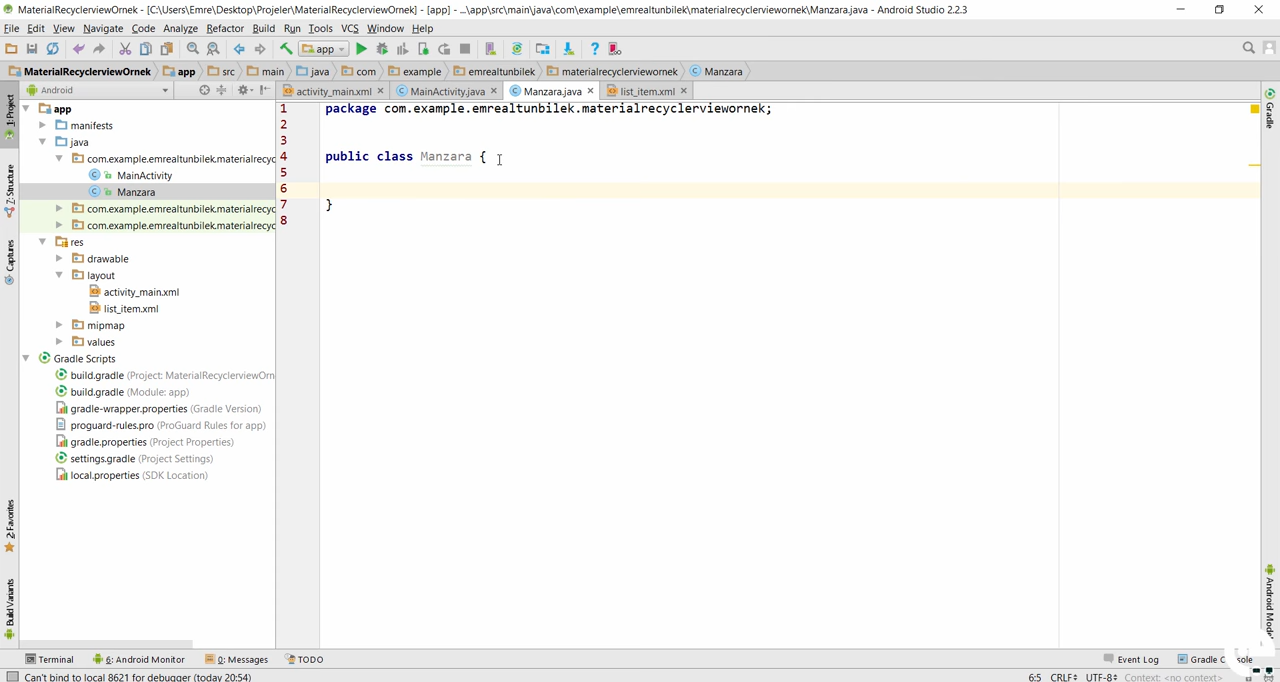 MaterialRecyclerviewOrnek - [C:\Users\Emre\Desktop\Projeler\MaterialRecyclerviewOrnek] - [app] - ...\app\src\main\java\com\example\emrealtunbilek\materialrecyclerviewornek\Manzara.java - Android Studio 2.2.3
File Edit View Navigate Code Analyze Refactor Build Run Tools VCS Window Help
app
MaterialRecyclerviewOrnek app src main java com example emrealtunbilek materialrecyclerviewornek Manzara
Android
activity_main.xml MainActivity.java Manzara.java list_item.xml
1: Project
Z: Structure
Captures
2: Favorites
Build Variants
app
manifests
java
com.example.emrealtunbilek.materialrecyc
MainActivity
Manzara
com.example.emrealtunbilek.materialrecyc
com.example.emrealtunbilek.materialrecyc
res
drawable
layout
activity_main.xml
list_item.xml
mipmap
values
Gradle Scripts
build.gradle (Project: MaterialRecyclerviewOrn
build.gradle (Module: app)
gradle-wrapper.properties (Gradle Version)
proguard-rules.pro (ProGuard Rules for app)
gradle.properties (Project Properties)
settings.gradle (Project Settings)
local.properties (SDK Location)
1 package com.example.emrealtunbilek.materialrecyclerviewornek;
2
3
4 public class Manzara {
5
6
7 }
8
Gradle
Android Model
Terminal 6: Android Monitor 0: Messages TODO Event Log Gradle
Can't bind to local 8621 for debugger (today 20:54) 6:5 CRLF UTF-8 Context: <no context>